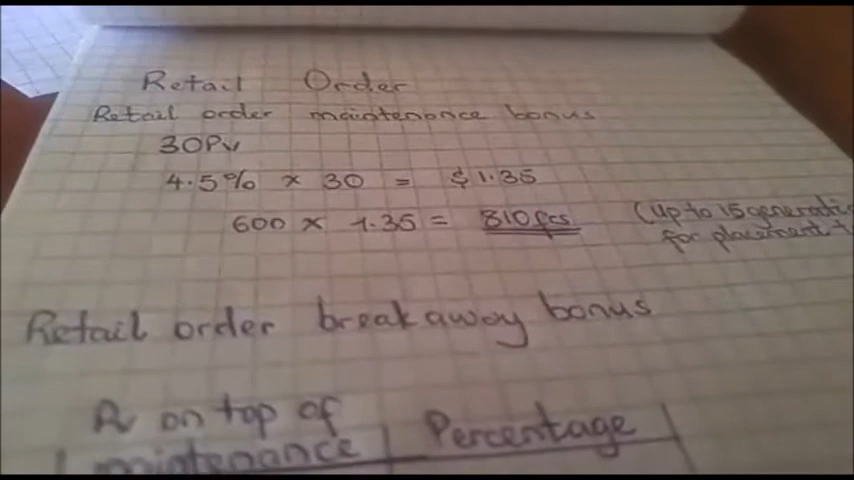 Retail Order
Retail order maintenance bonus
30Pv
4.5% x 30 = $1.35
600 x 1.35 = 810fcs (up to 15
for placement
Retail order breakaway bonus
Pv on top of
maintenance Percentage